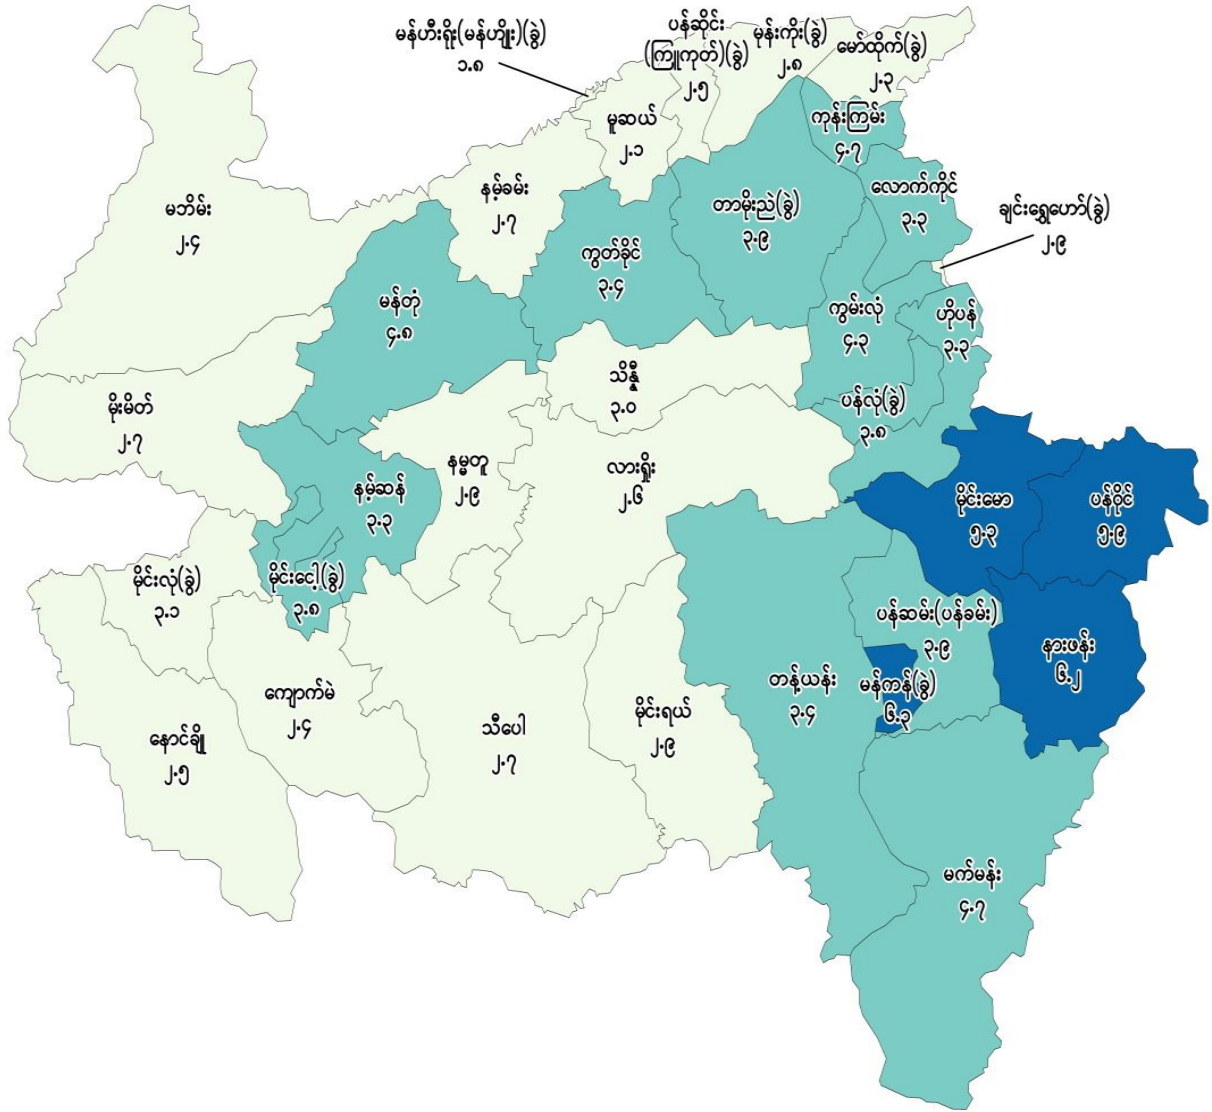 မန်ဟီးရိုး(မန်ဟျိုး)(ခွဲ)
၁.၈
ပန်ဆိုင်း
(ကြူကုတ်)(ခွဲ)
၂.၅
မုန်းကိုး(ခွဲ)
၂.၈
မော်ထိုက်(ခွဲ)
၂.၃
မူဆယ်
၂.၁
ကုန်းကြမ်း
၄.၇
လောက်ကိုင်
၃.၃
ချင်းရွှေဟော်(ခွဲ)
၂.၉
မဘိမ်း
၂.၄
နမ့်ခမ်း
၂.၇
တာမိုးညဲ(ခွဲ)
၃.၉
ကွတ်ခိုင်
၃.၄
မန်တုံ
၄.၈
ကွမ်းလုံ
၄.၃
ဟိုပန်
၃.၃
သိန္နီ
၃.၀
ပန်လုံ(ခွဲ)
၃.၈
မိုးမိတ်
၂.၇
နမ္မတူ
၂.၉
လားရှိုး
၂.၆
နမ့်ဆန်
၃.၃
မိုင်းမော
၅.၃
ပန်ဝိုင်
၅.၉
မိုင်းလုံ(ခွဲ)
၃.၁
မိုင်းငေါ့(ခွဲ)
၃.၈
ပန်ဆမ်း(ပန်ခမ်း)
၃.၉
နားဖန်း
၆.၂
ကျောက်မဲ
၂.၄
တန့်ယန်း
၃.၄
မန်ကန်(ခွဲ)
၆.၃
မိုင်းရယ်
၂.၉
သီပေါ
၂.၇
နောင်ချို
၂.၅
မက်မန်း
၄.၇